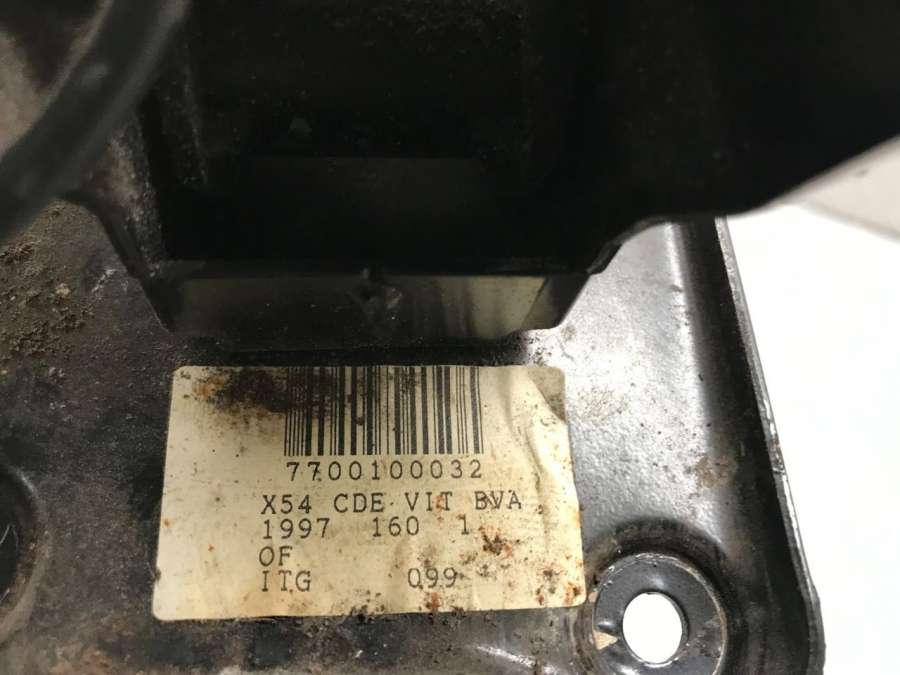 7700100032
X54 CDE VIT BVA
1997 160 1
OF
ITG 099